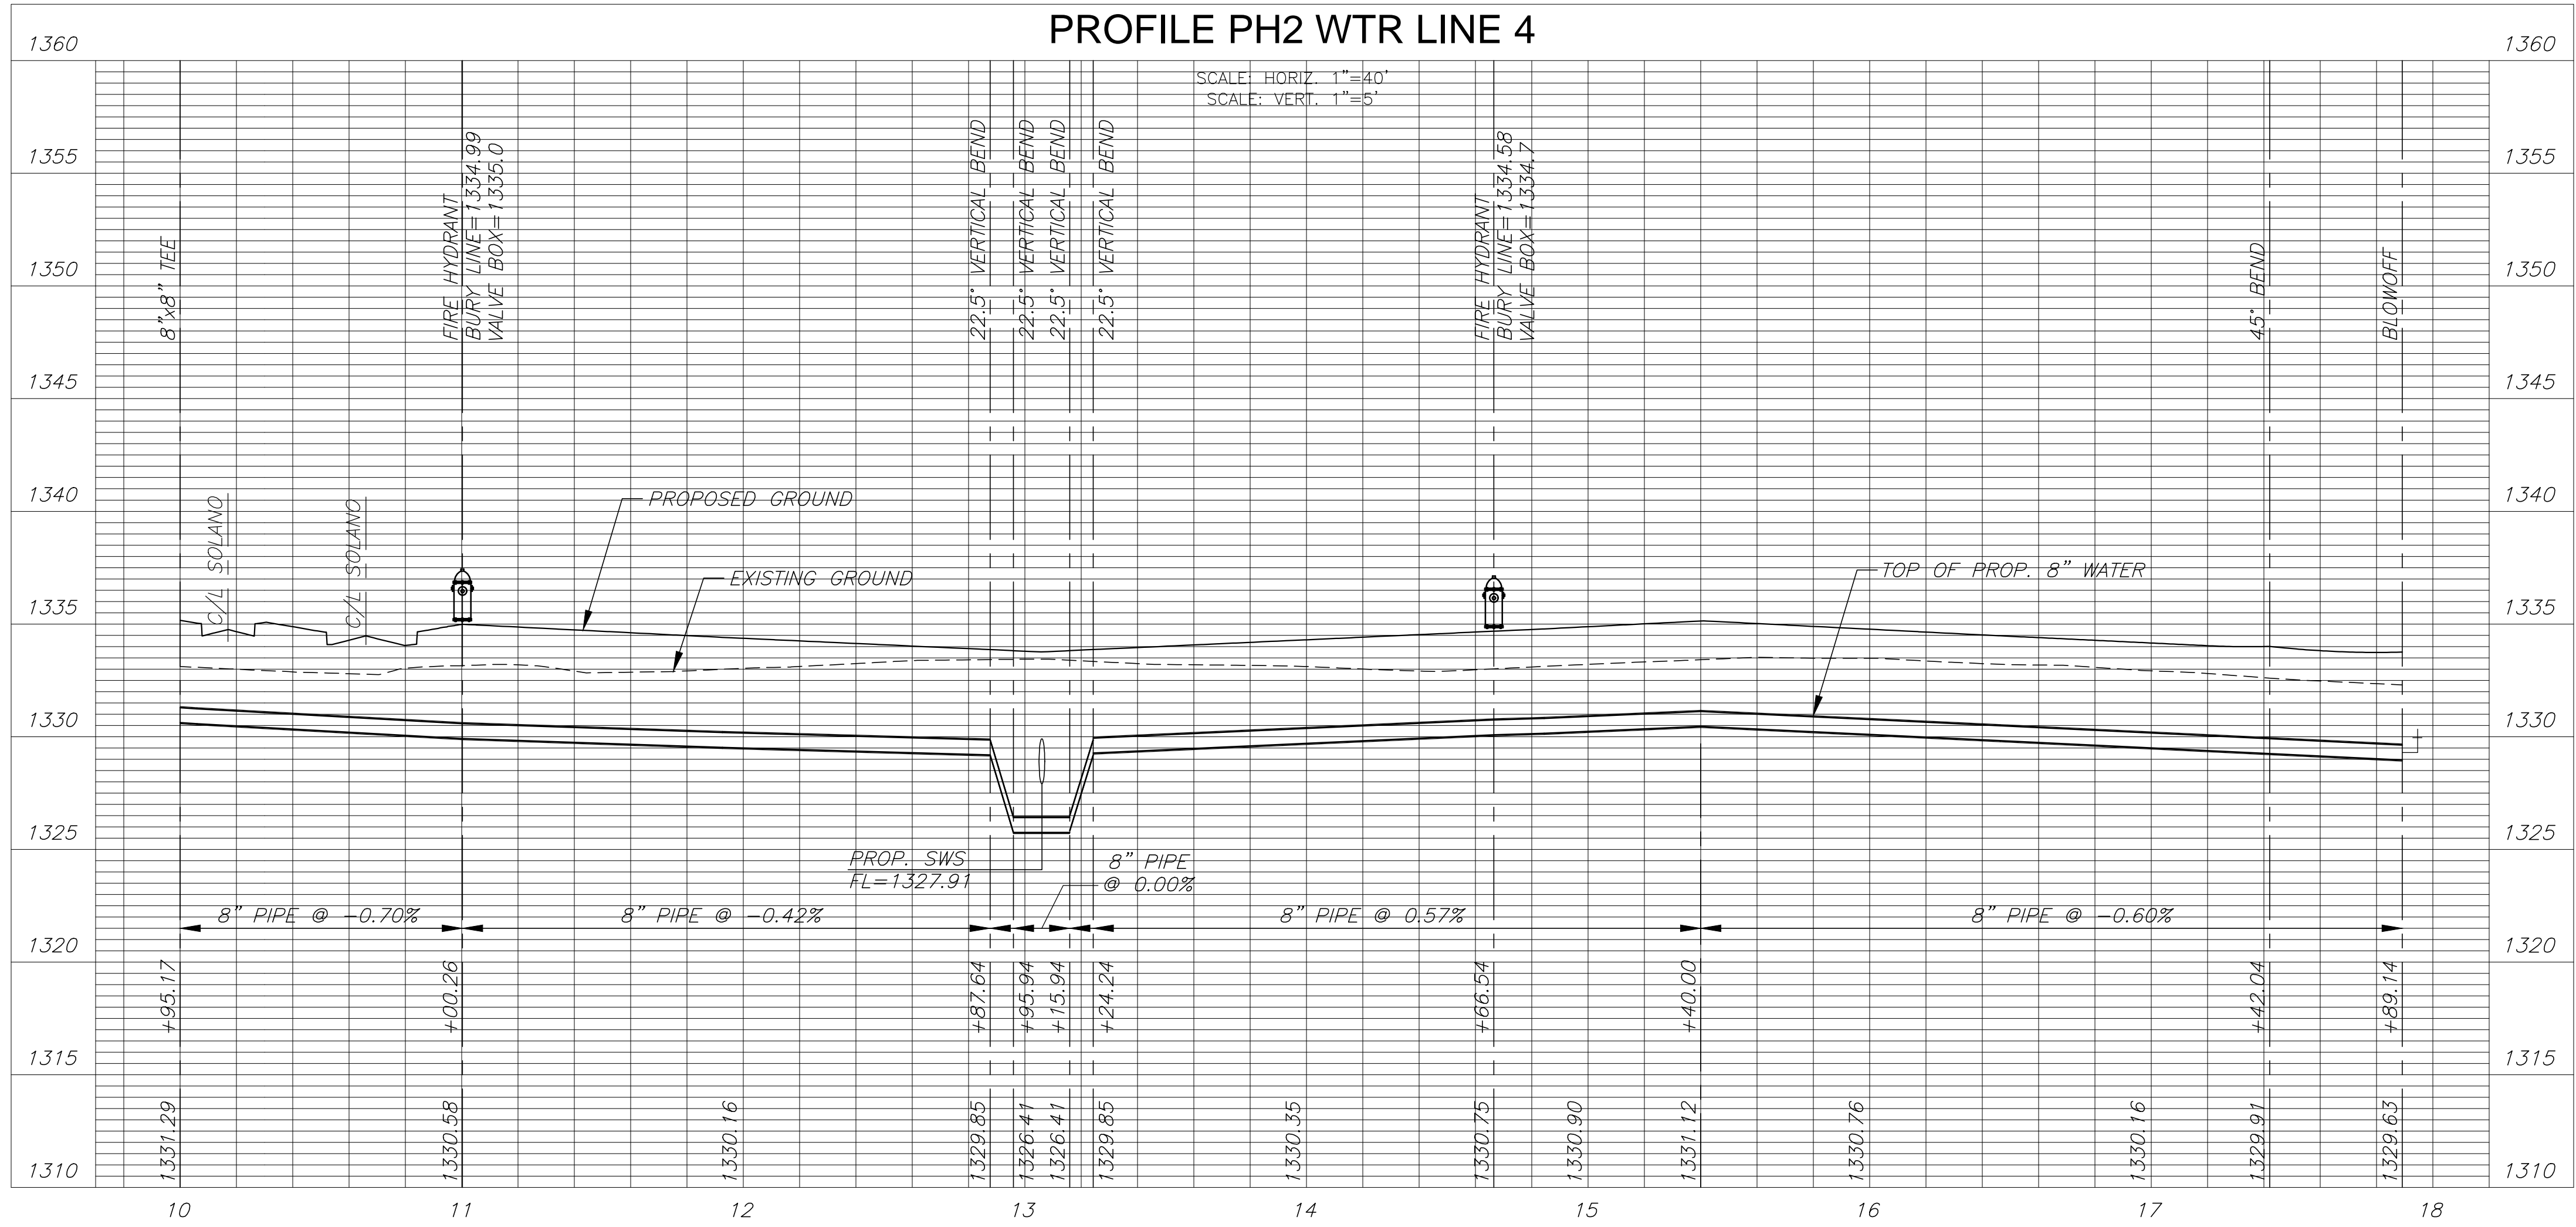 PROFILE PH2 WTR LINE 4
1360
1360
SCALE: HORIZ. 1"=40'
SCALE: VERT. 1"=5'
1355
1355
1350
1350
1345
1345
1340
1340
1335
1335
1330
1330
1325
1325
1320
1320
1315
1315
1310
1310
8"x8" TEE
FIRE HYDRANT
BURY LINE=1334.99
VALVE BOX=1335.0
22.5° VERTICAL BEND
22.5° VERTICAL BEND
22.5° VERTICAL BEND
22.5° VERTICAL BEND
FIRE HYDRANT
BURY LINE=1334.58
VALVE BOX=1334.7
45° BEND
BLOWOFF
C/L SOLANO
C/L SOLANO
PROPOSED GROUND
EXISTING GROUND
TOP OF PROP. 8" WATER
PROP. SWS
FL=1327.91
8" PIPE
@ 0.00%
8" PIPE @ -0.70%
8" PIPE @ -0.42%
8" PIPE @ 0.57%
8" PIPE @ -0.60%
+95.17
+00.26
+87.64
+95.94
+15.94
+24.24
+66.54
+40.00
+42.04
+89.14
1331.29
1330.58
1330.16
1329.85
1326.41
1326.41
1329.85
1330.35
1330.75
1330.90
1331.12
1330.76
1330.16
1329.91
1329.63
10
11
12
13
14
15
16
17
18